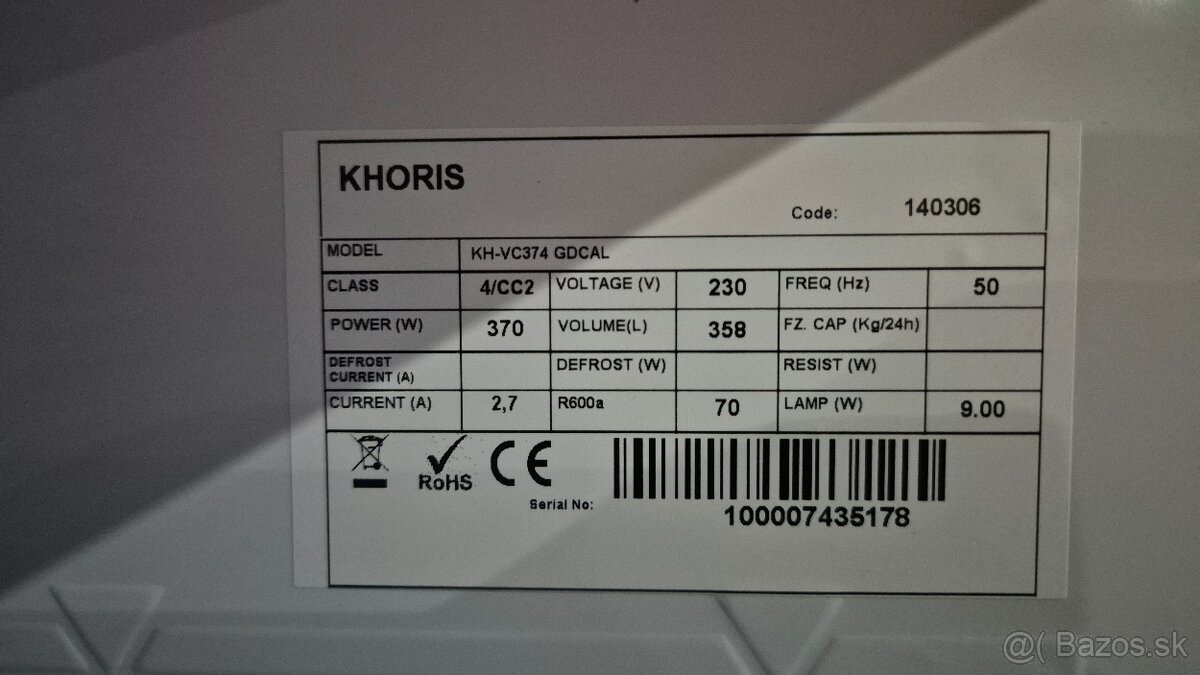 KHORIS
Code: 140306
MODEL KH-VC374 GDCAL
CLASS 4/CC2 VOLTAGE (V) 230 FREQ (Hz) 50
POWER (W) 370 VOLUME(L) 358 FZ. CAP (Kg/24h)
DEFROST CURRENT (A) DEFROST (W) RESIST (W)
CURRENT (A) 2,7 R600a 70 LAMP (W) 9.00
RoHS CE
Serial No:
100007435178
@( Bazos.sk